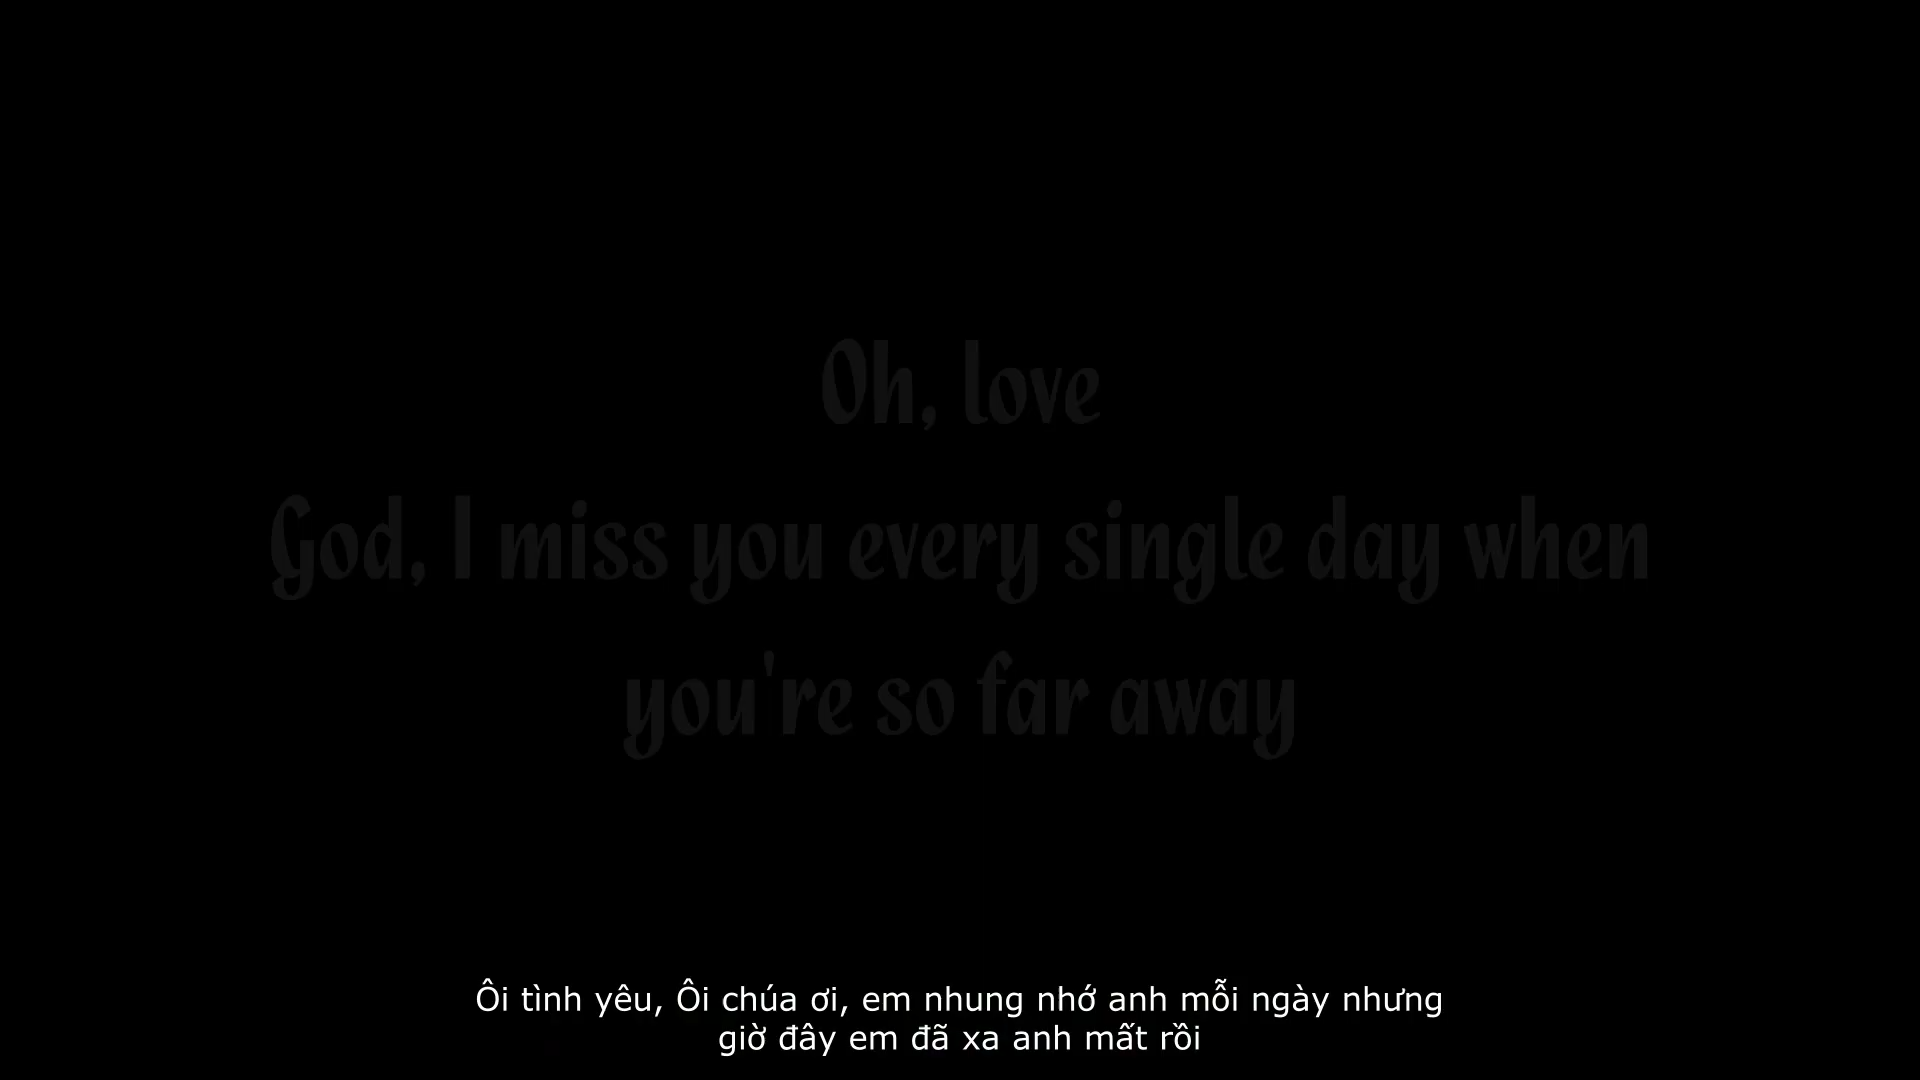 Oh, love
God, I miss you every single day when
you're so far away
Ôi tình yêu, Ôi chúa ơi, em nhung nhớ anh mỗi ngày nhưng
giờ đây em đã xa anh mất rồi